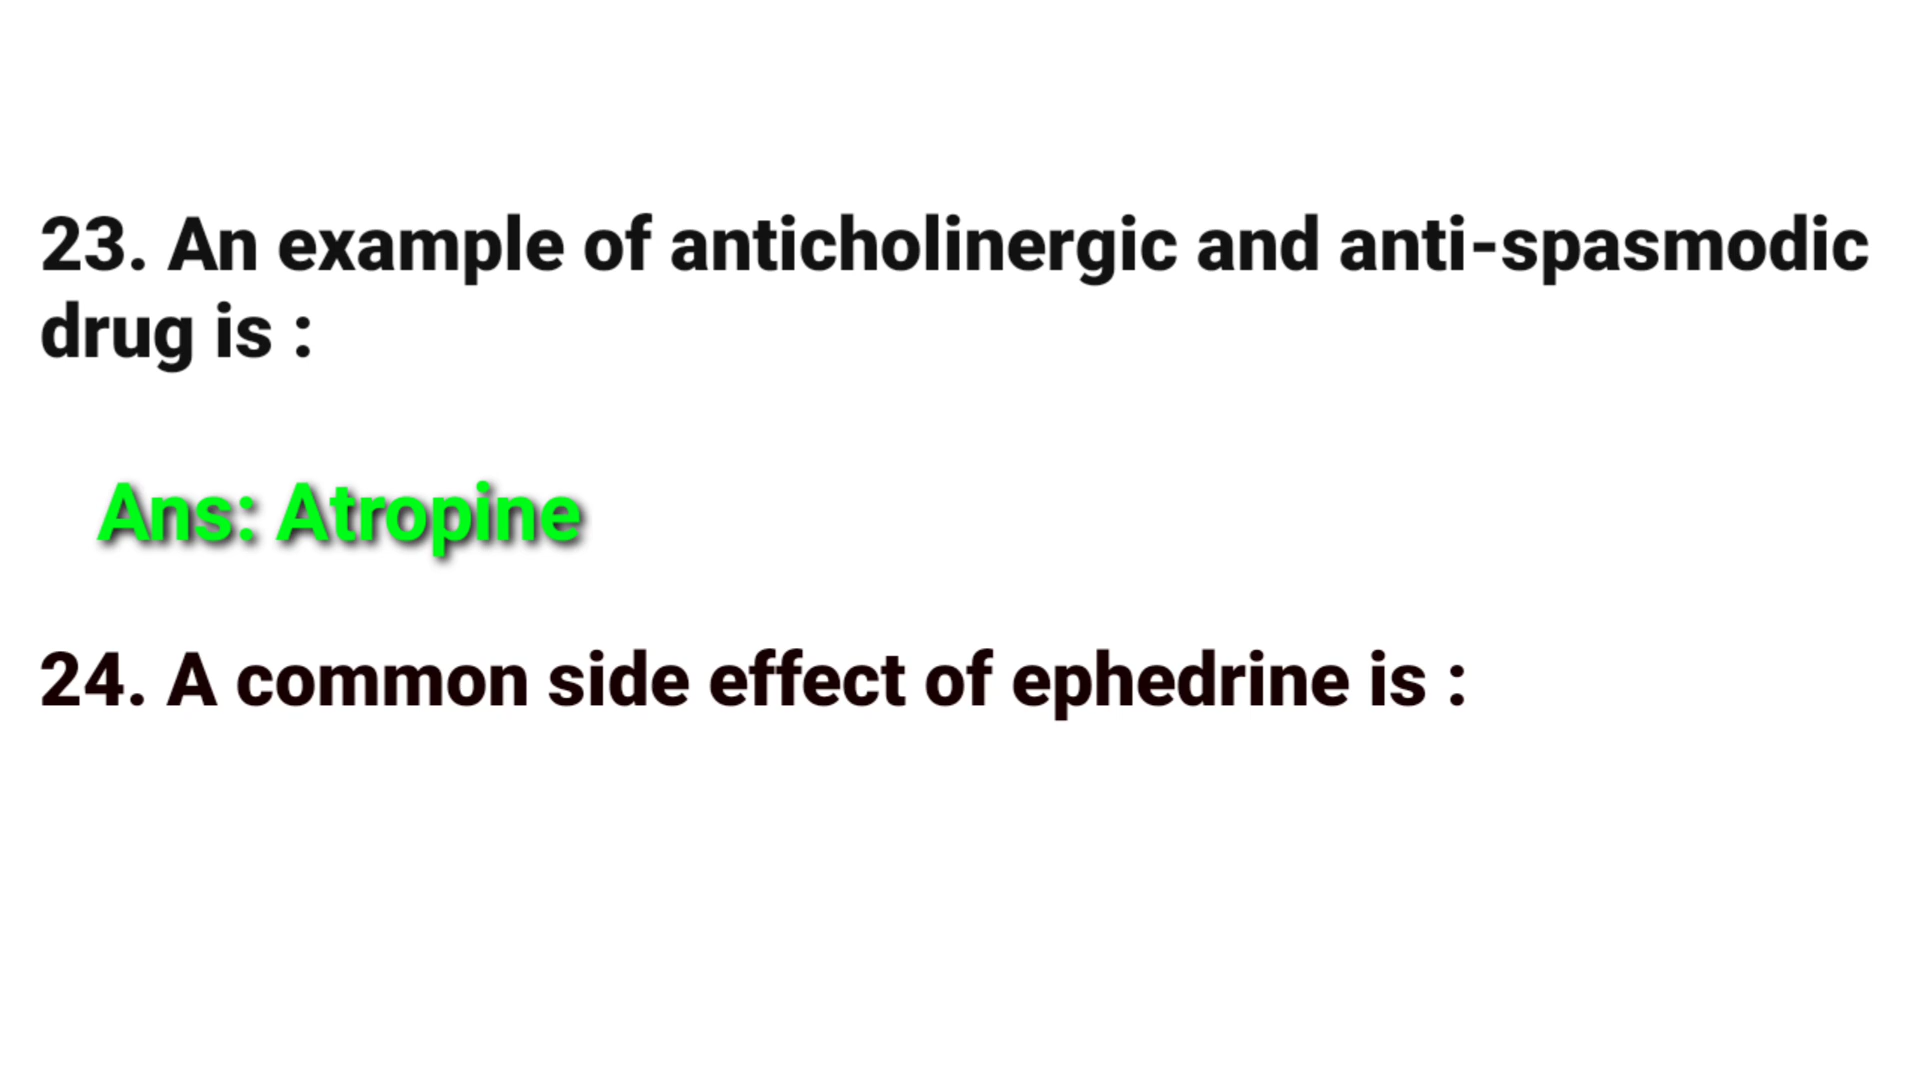 23. An example of anticholinergic and anti-spasmodic
drug is :
Ans: Atropine
24. A common side effect of ephedrine is :